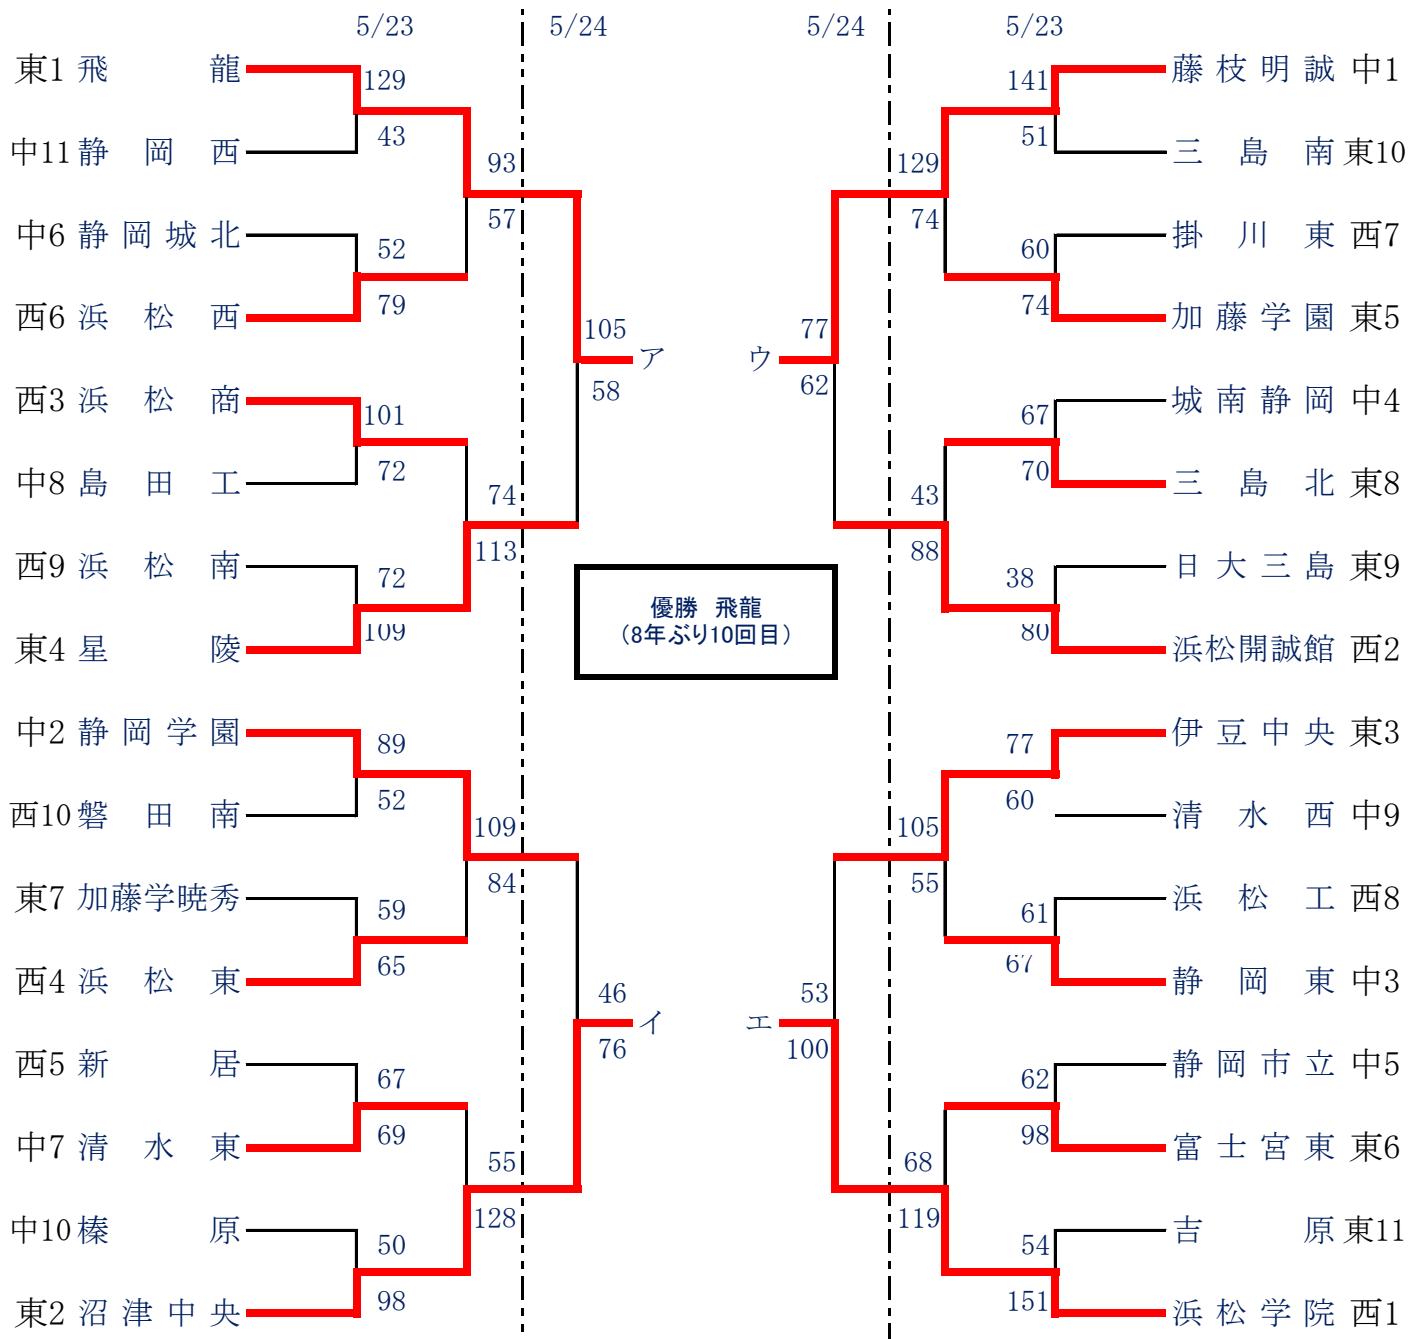 5/23 5/24 5/24 5/23
東1 飛龍 129 141 藤枝明誠 中1
中11 静岡西 43 51 三島南 東10
93 129
57 74
中6 静岡城北 52 60 掛川東 西7
西6 浜松西 79 74 加藤学園 東5
105 ア ウ 77
58 62
西3 浜松商 101 67 城南静岡 中4
中8 島田工 72 70 三島北 東8
74 43
113 88
西9 浜松南 72 38 日大三島 東9
東4 星陵 109 80 浜松開誠館 西2
優勝 飛龍
(8年ぶり10回目)
中2 静岡学園 89 77 伊豆中央 東3
西10 磐田南 52 60 清水西 中9
109 105
84 55
東7 加藤学暁秀 59 61 浜松工 西8
西4 浜松東 65 67 静岡東 中3
46 イ エ 53
76 100
西5 新居 67 62 静岡市立 中5
中7 清水東 69 98 富士宮東 東6
55 68
128 119
中10 榛原 50 54 吉原 東11
東2 沼津中央 98 151 浜松学院 西1